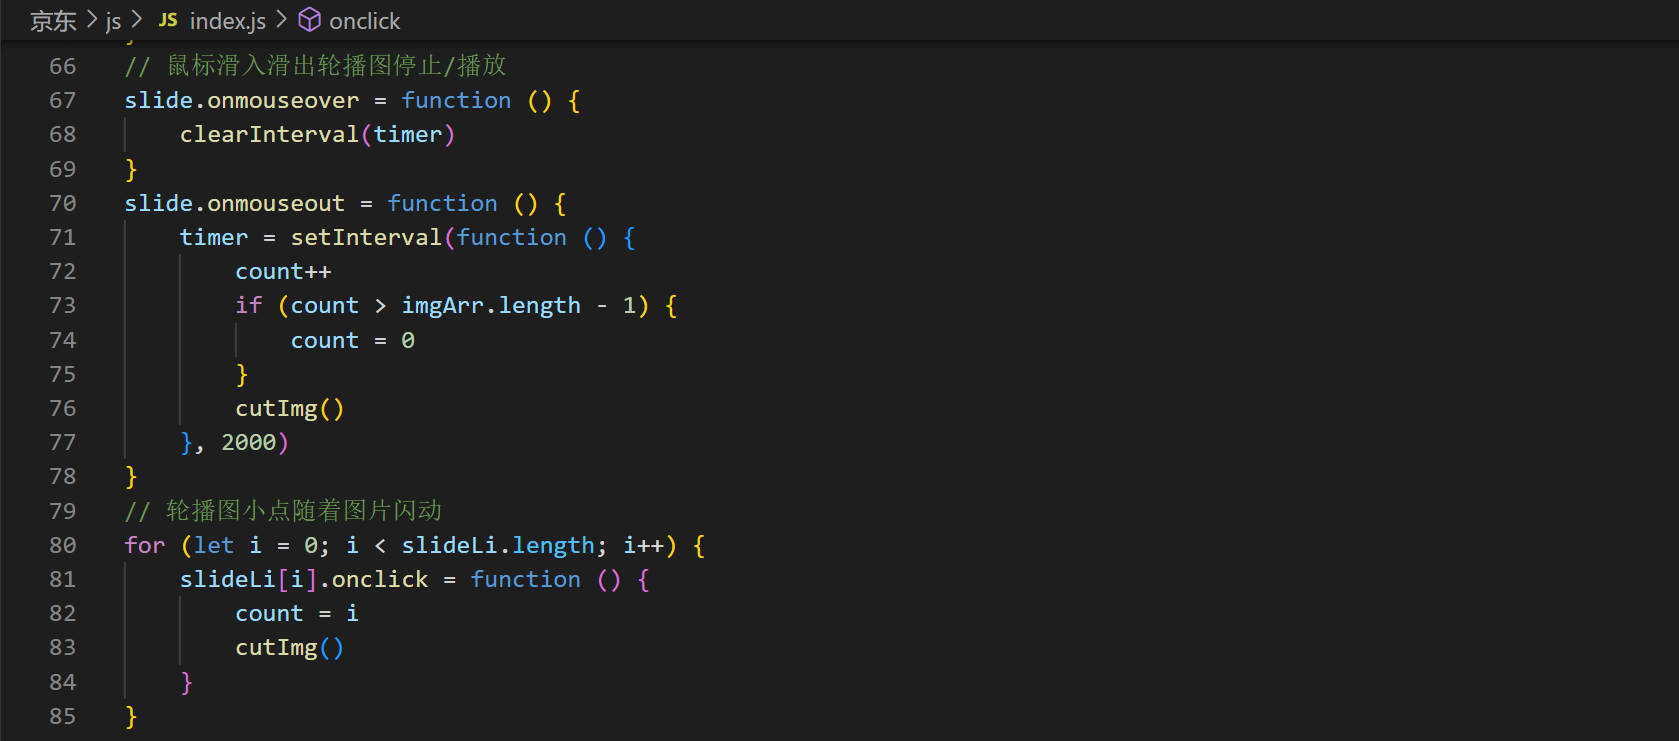 京东 > js > JS index.js > onclick
66 // 鼠标滑入滑出轮播图停止/播放
67 slide.onmouseover = function () {
68     clearInterval(timer)
69 }
70 slide.onmouseout = function () {
71     timer = setInterval(function () {
72         count++
73         if (count > imgArr.length - 1) {
74             count = 0
75         }
76         cutImg()
77     }, 2000)
78 }
79 // 轮播图小点随着图片闪动
80 for (let i = 0; i < slideLi.length; i++) {
81     slideLi[i].onclick = function () {
82         count = i
83         cutImg()
84     }
85 }